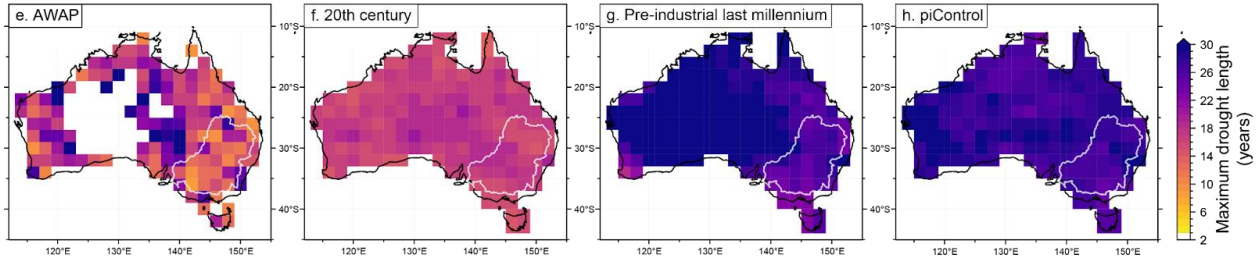 e. AWAP
f. 20th century
g. Pre-industrial last millennium
h. piControl
10°S
20°S
30°S
40°S
120°E 130°E 140°E 150°E
10°S
20°S
30°S
40°S
120°E 130°E 140°E 150°E
10°S
20°S
30°S
40°S
120°E 130°E 140°E 150°E
120°E 130°E 140°E 150°E
30
26
22
18
14
10
6
2
Maximum drought length
(years)